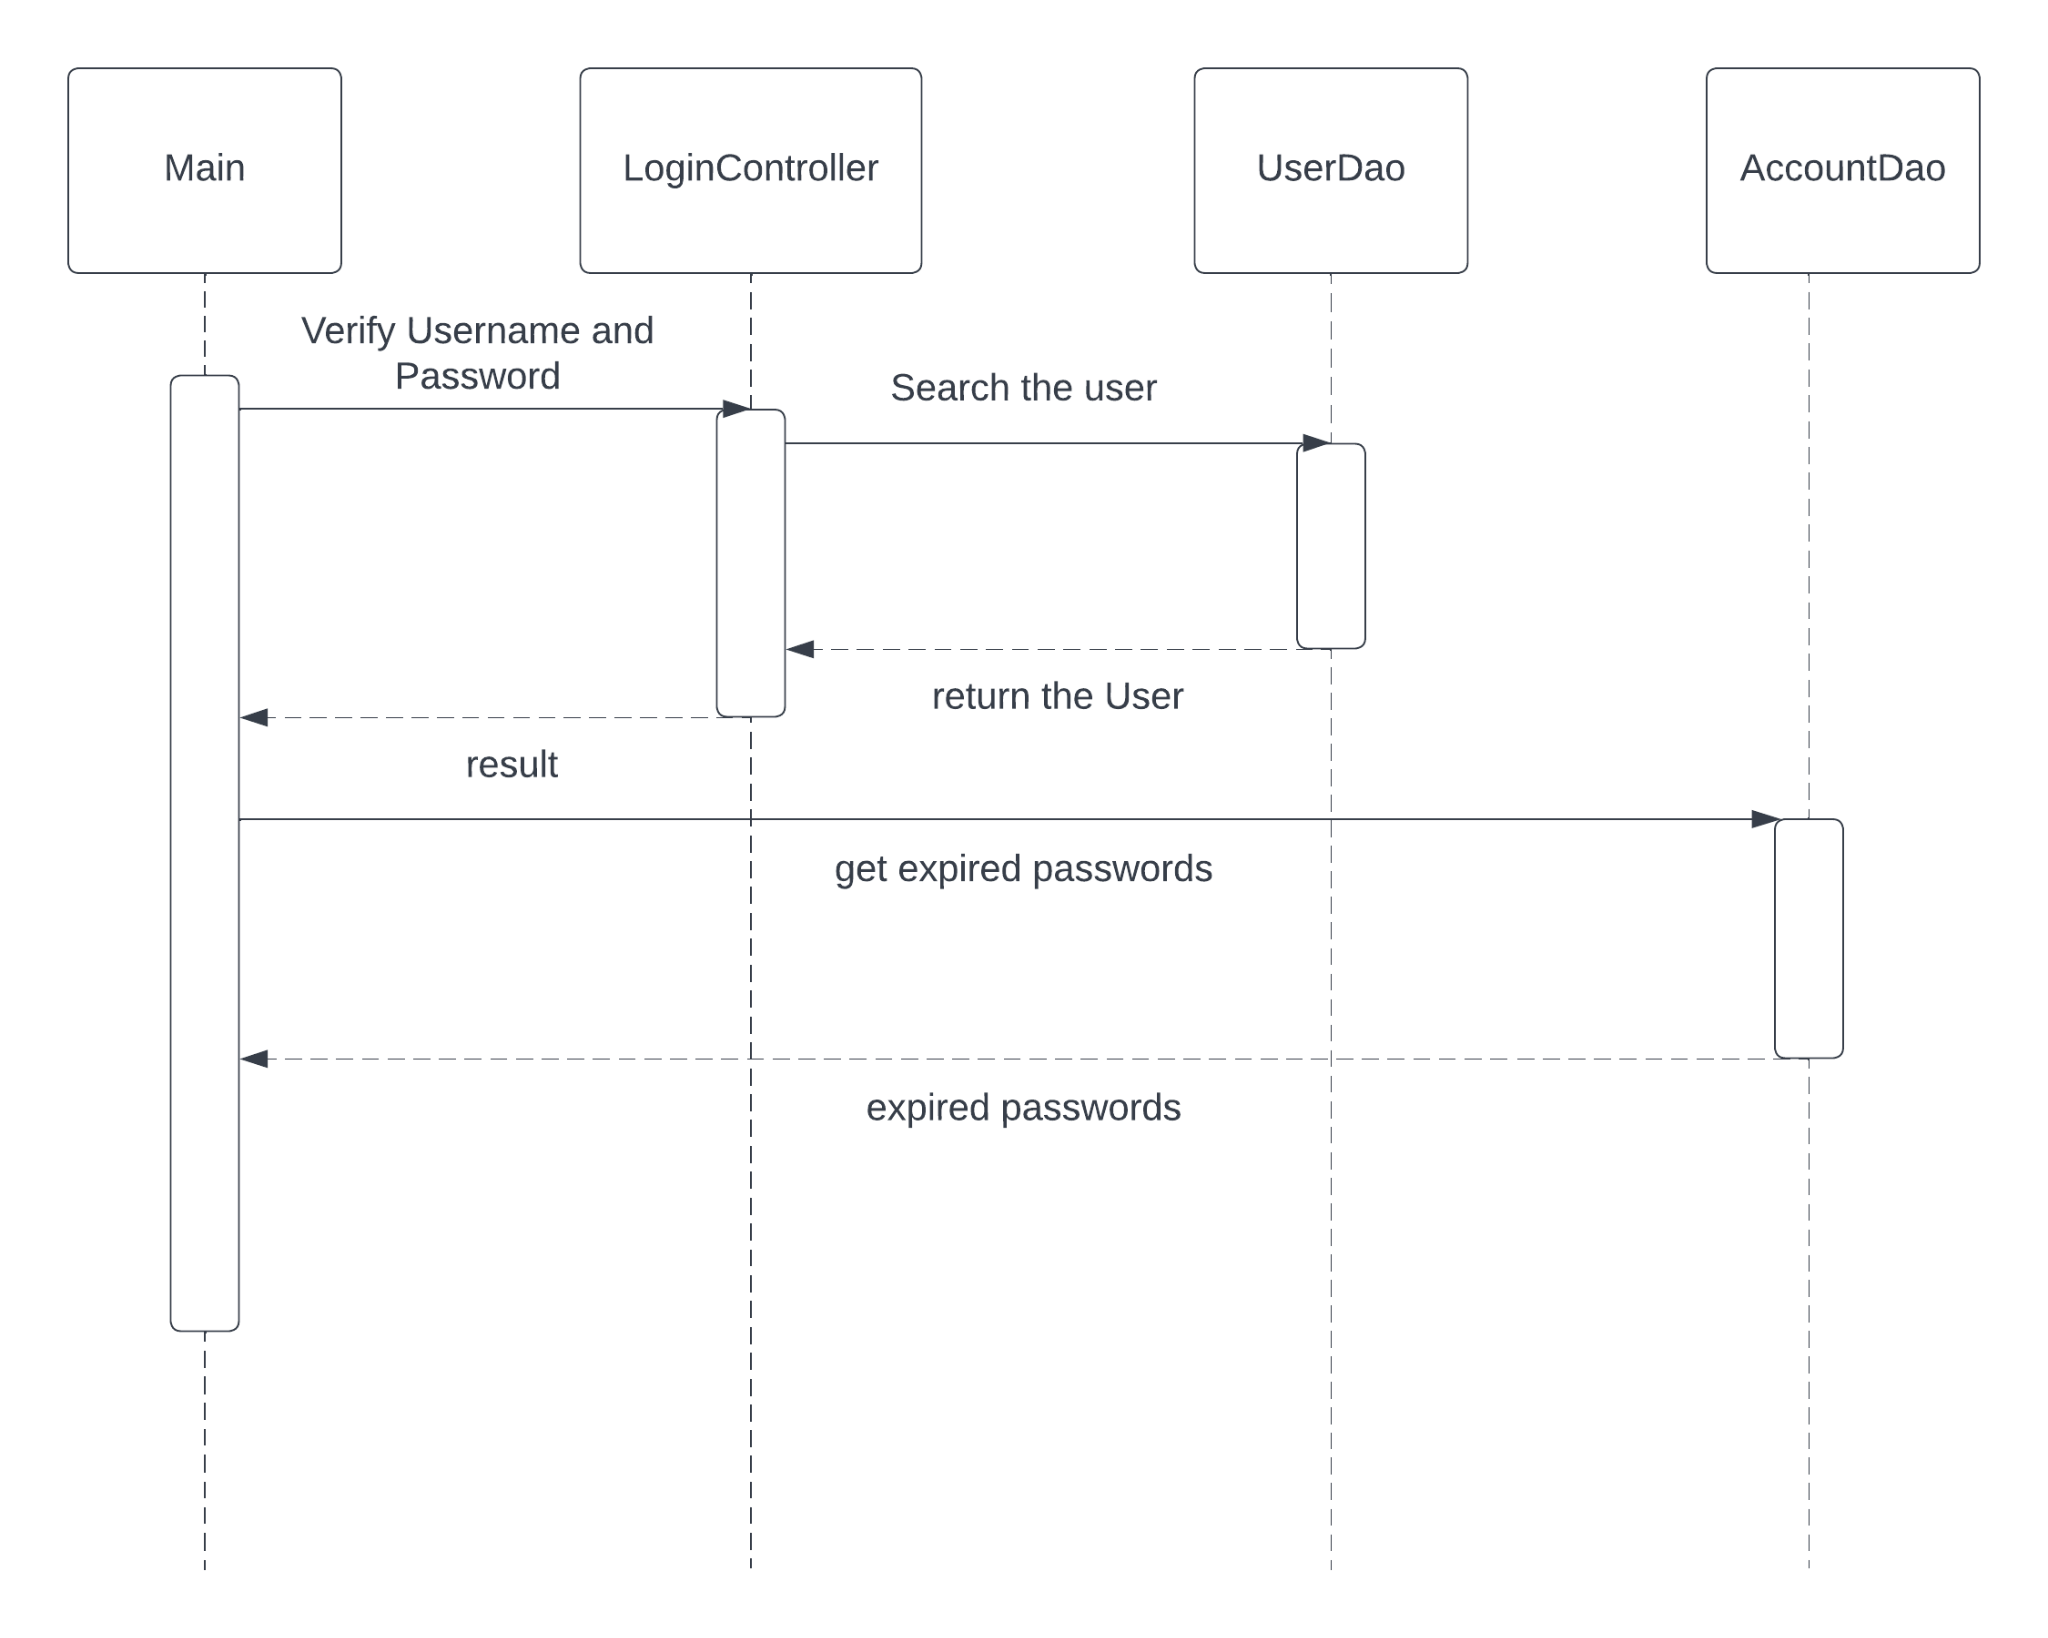 Main
LoginController
UserDao
AccountDao
Verify Username and
Password
Search the user
return the User
result
get expired passwords
expired passwords